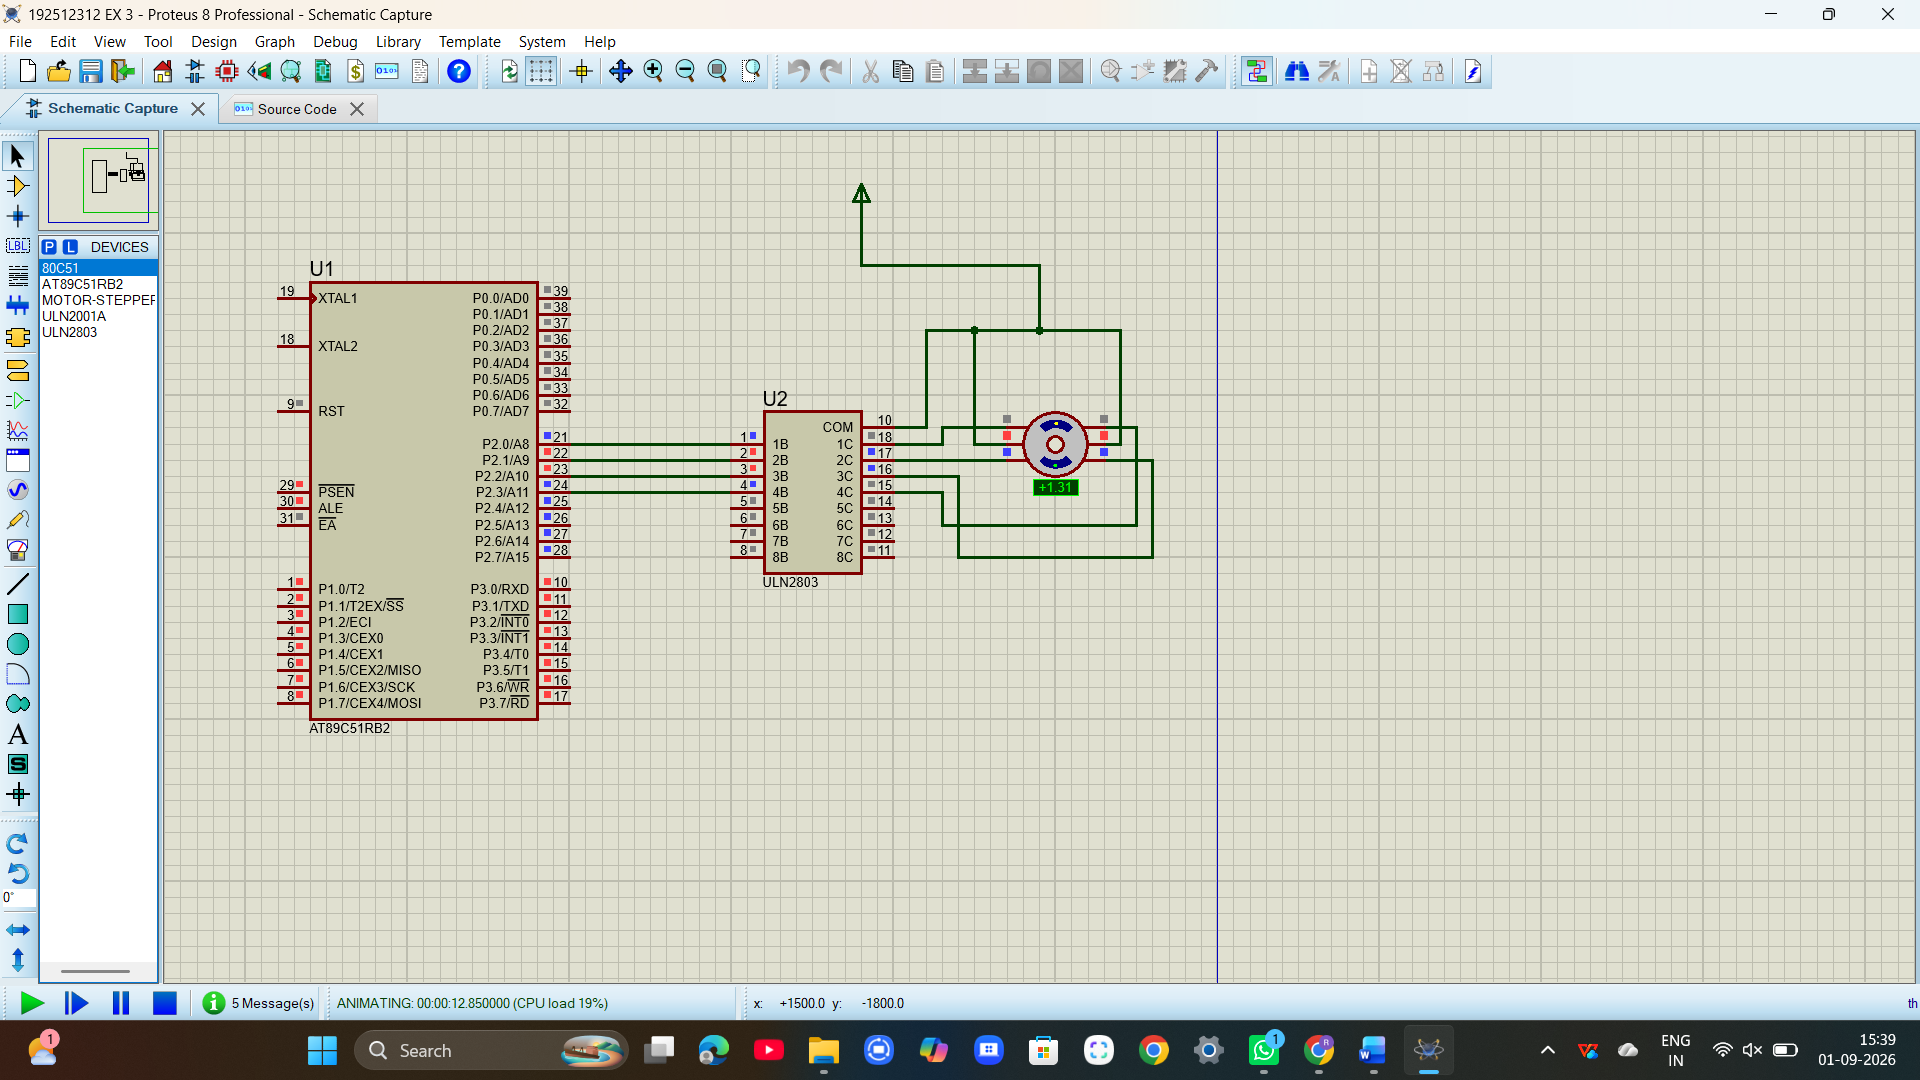 192512312 EX 3 - Proteus 8 Professional - Schematic Capture
File Edit View Tool Design Graph Debug Library Template System Help
Schematic Capture
Source Code
P L DEVICES
80C51
AT89C51RB2
MOTOR-STEPPER
ULN2001A
ULN2803
LBL
A
S
0°
U1
19 XTAL1
18 XTAL2
9 RST
29 PSEN
30 ALE
31 EA
1 P1.0/T2
2 P1.1/T2EX/SS
3 P1.2/ECI
4 P1.3/CEX0
5 P1.4/CEX1
6 P1.5/CEX2/MISO
7 P1.6/CEX3/SCK
8 P1.7/CEX4/MOSI
P0.0/AD0 39
P0.1/AD1 38
P0.2/AD2 37
P0.3/AD3 36
P0.4/AD4 35
P0.5/AD5 34
P0.6/AD6 33
P0.7/AD7 32
P2.0/A8 21
P2.1/A9 22
P2.2/A10 23
P2.3/A11 24
P2.4/A12 25
P2.5/A13 26
P2.6/A14 27
P2.7/A15 28
P3.0/RXD 10
P3.1/TXD 11
P3.2/INT0 12
P3.3/INT1 13
P3.4/T0 14
P3.5/T1 15
P3.6/WR 16
P3.7/RD 17
AT89C51RB2
U2
COM 10
1 1B 1C 18
2 2B 2C 17
3 3B 3C 16
4 4B 4C 15
5 5B 5C 14
6 6B 6C 13
7 7B 7C 12
8 8B 8C 11
ULN2803
+1.31
5 Message(s)
ANIMATING: 00:00:12.850000 (CPU load 19%)
x: +1500.0 y: -1800.0
th
1
Search
1
ENG
IN
15:39
01-09-2026